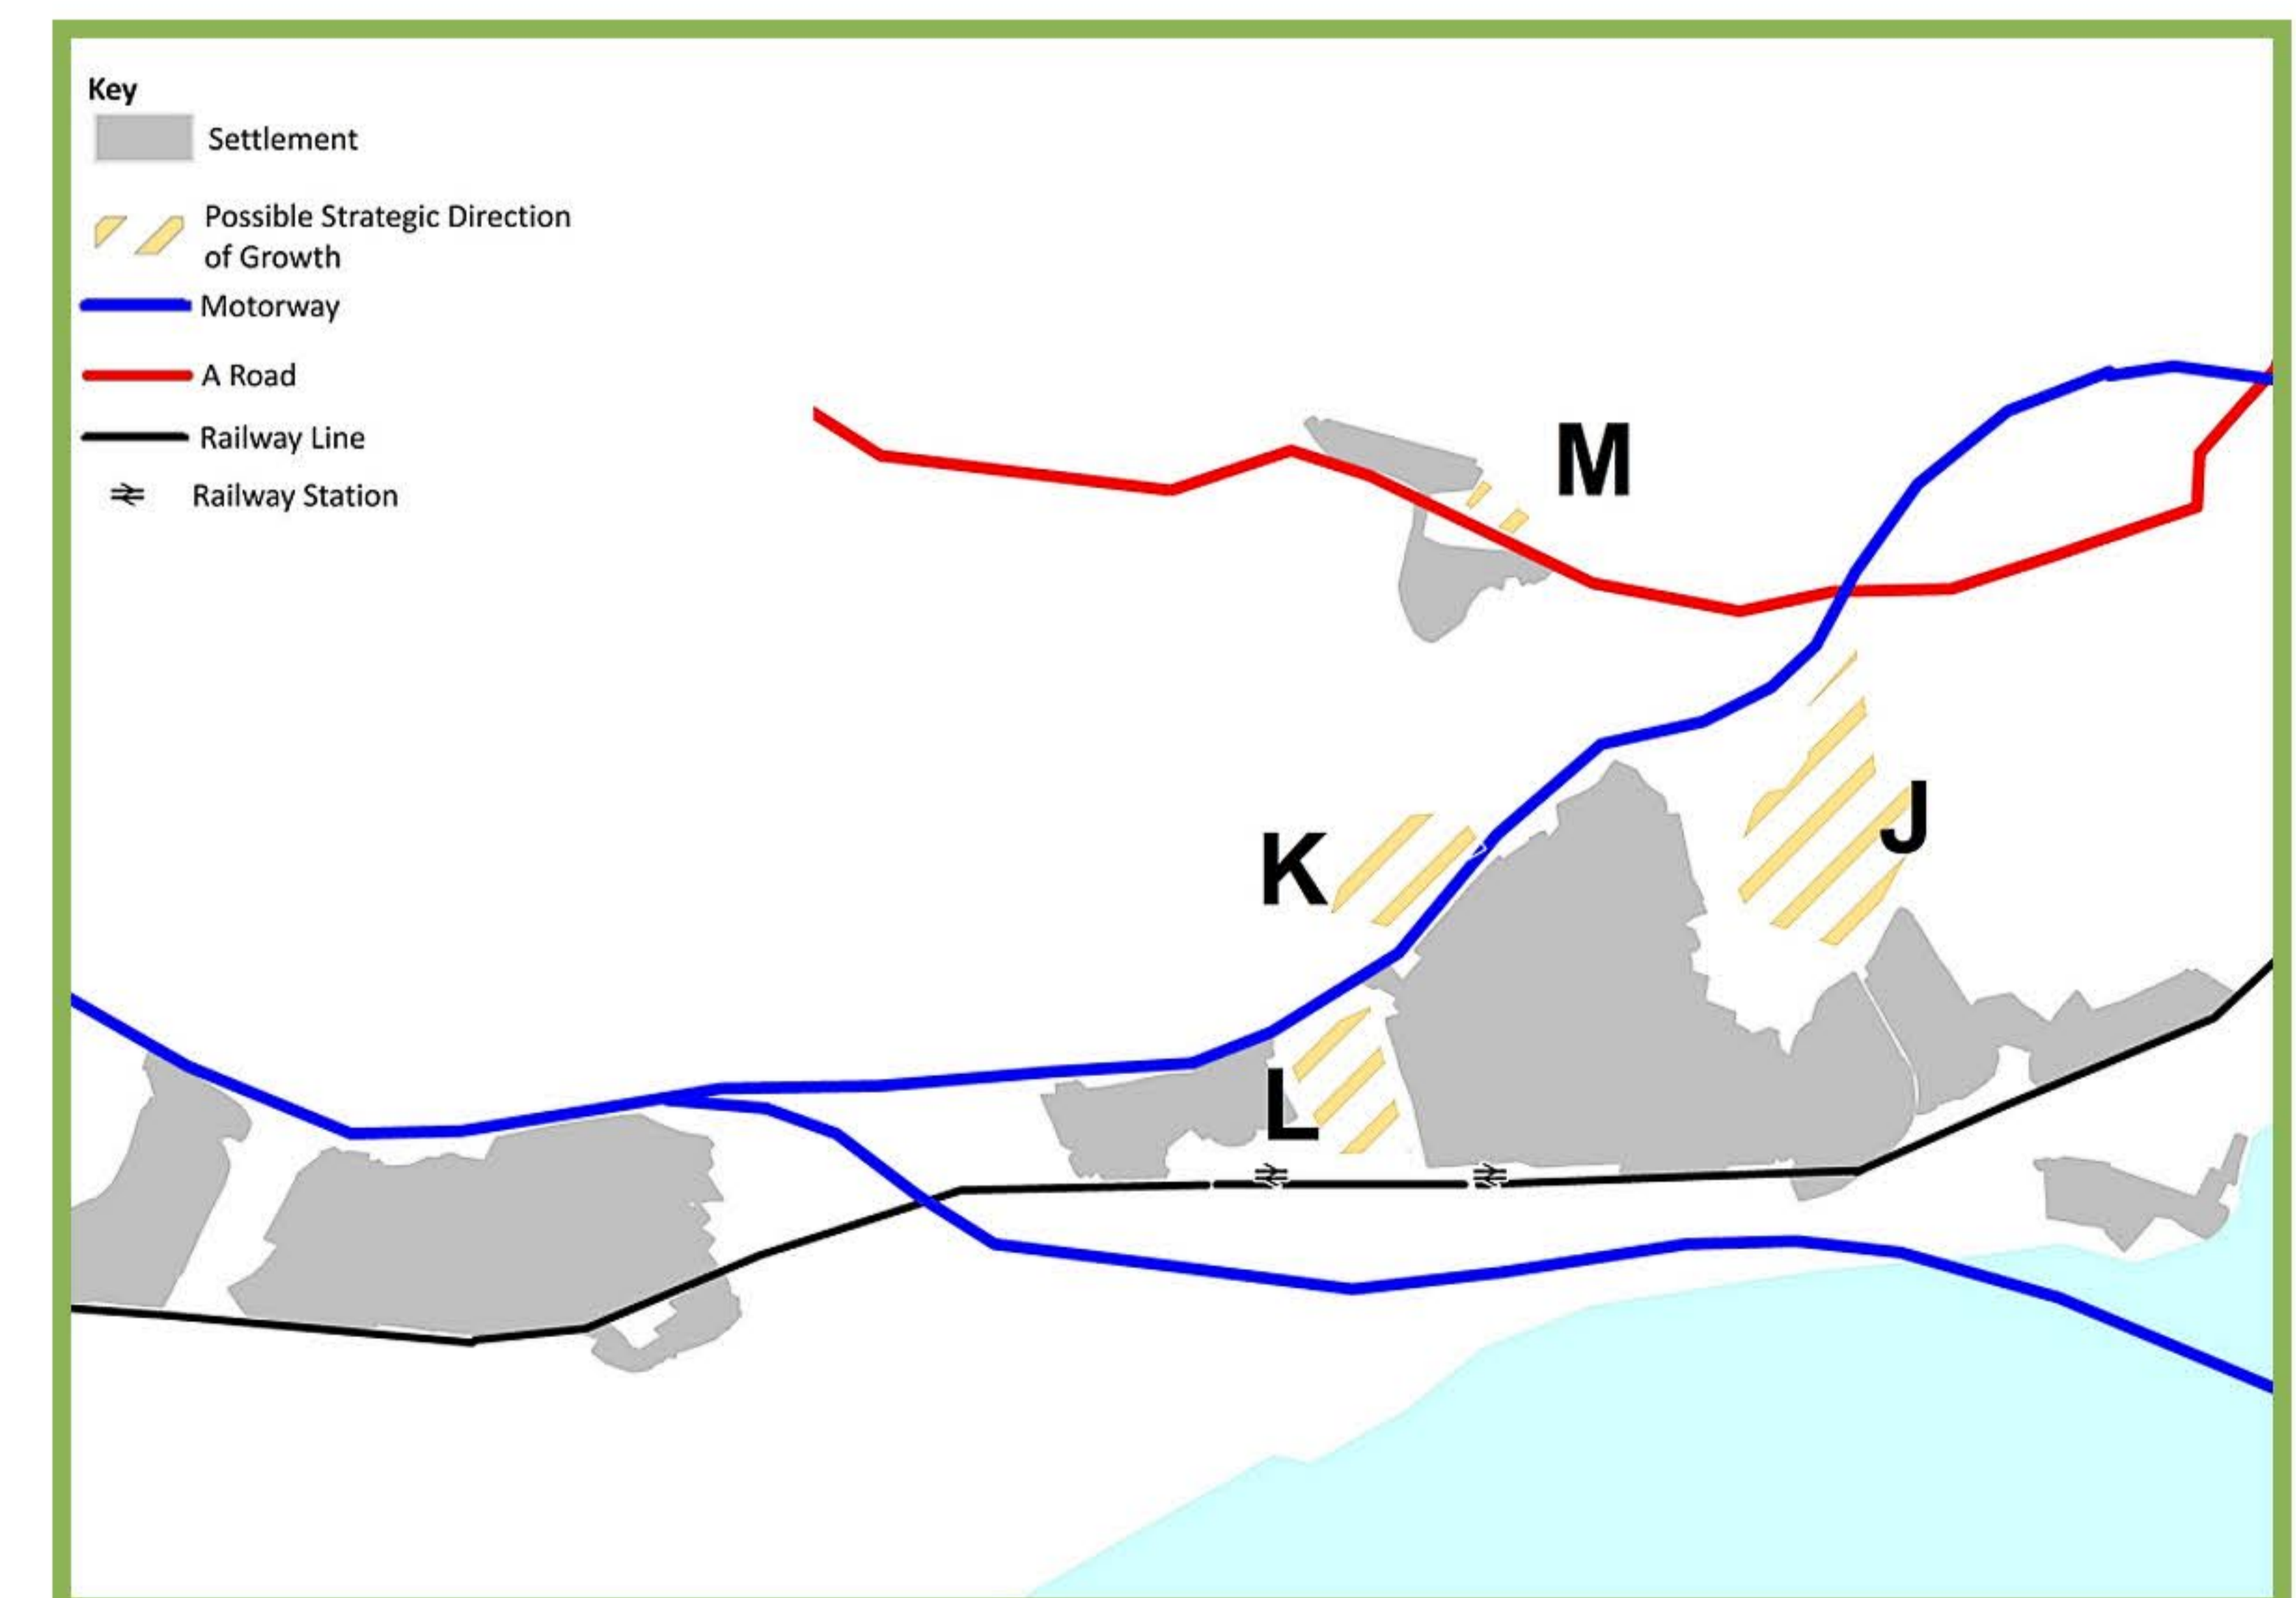 Key
Settlement
Possible Strategic Direction
of Growth
Motorway
A Road
Railway Line
Railway Station
M
J
K
L